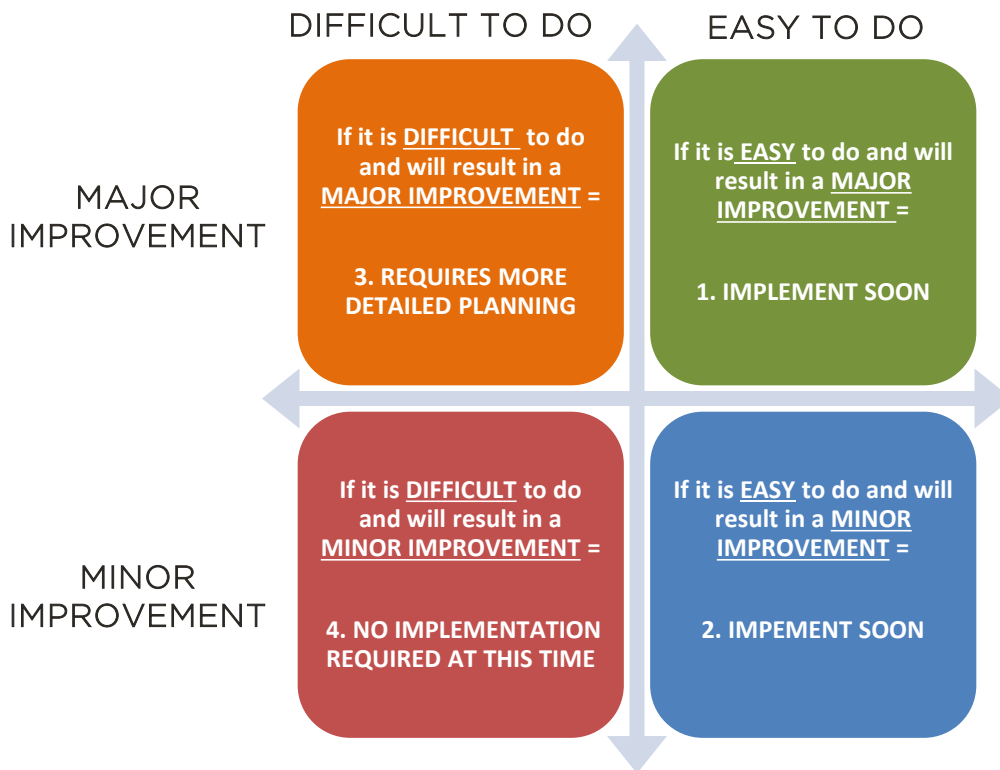 DIFFICULT TO DO
EASY TO DO
MAJOR
IMPROVEMENT
If it is DIFFICULT to do
and will result in a
MAJOR IMPROVEMENT =
3. REQUIRES MORE
DETAILED PLANNING
If it is EASY to do and will
result in a MAJOR
IMPROVEMENT =
1. IMPLEMENT SOON
MINOR
IMPROVEMENT
If it is DIFFICULT to do
and will result in a
MINOR IMPROVEMENT =
4. NO IMPLEMENTATION
REQUIRED AT THIS TIME
If it is EASY to do and will
result in a MINOR
IMPROVEMENT =
2. IMPEMENT SOON